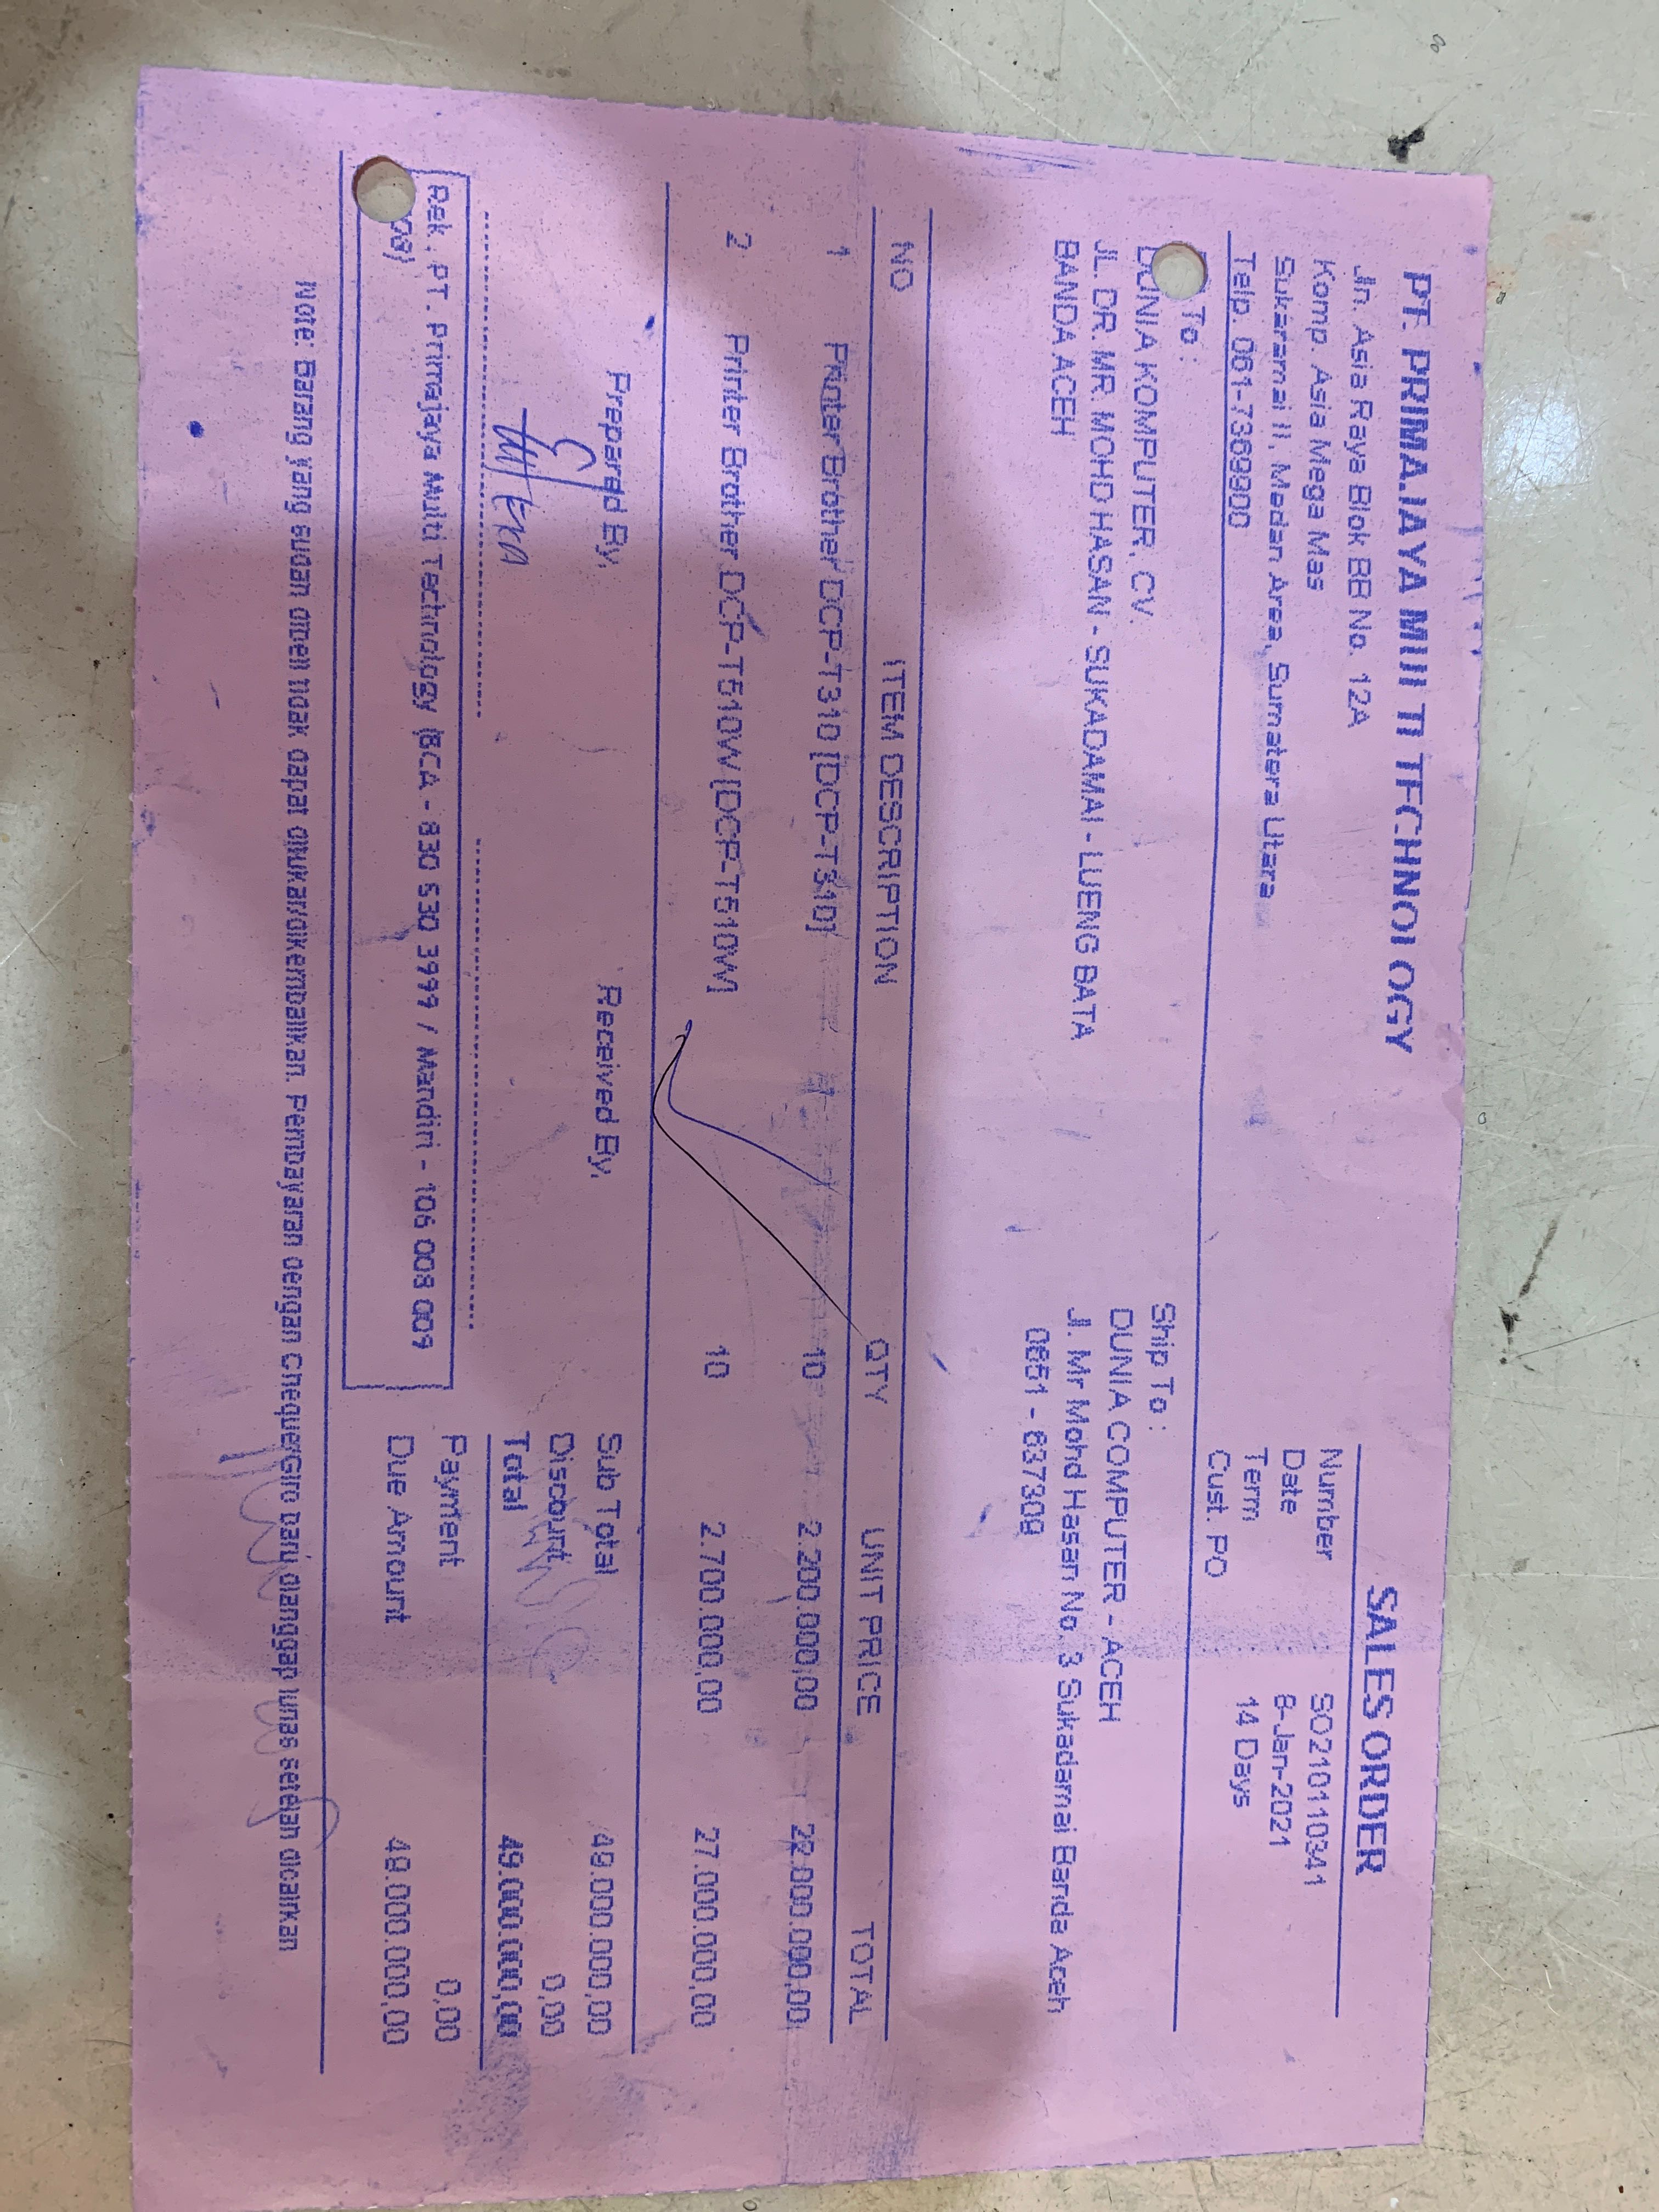 PT. PRIMAJAYA MULTI TECHNOLOGY
SALES ORDER
Jln. Asia Raya Blok BB No. 12A
Komp. Asia Mega Mas
Sukaramai II, Medan Area, Sumatera Utara
Telp. 061-7369900
Number SO2101110341
Date 8-Jan-2021
Term 14 Days
Cust. PO
To :
DUNIA KOMPUTER, CV.
JL. DR. MR. MOHD HASAN - SUKADAMAI - LUENG BATA
BANDA ACEH
Ship To :
DUNIA COMPUTER - ACEH
Jl. Mr Mohd Hasan No. 3 Sukadamai Banda Aceh
0651 - 637309
NO ITEM DESCRIPTION QTY UNIT PRICE TOTAL
1 Printer Brother DCP-T310 [DCP-T310] 10 2.200.000,00 22.000.000,00
2 Printer Brother DCP-T510W [DCP-T510W] 10 2.700.000,00 27.000.000,00
Prepared By, Received By,
Sub Total 49.000.000,00
Discount 0,00
Total 49.000.000,00
Payment 0,00
Due Amount 49.000.000,00
Rek. PT. Primajaya Multi Technology (BCA - 830 530 3999 / Mandiri - 106 008 009
009)
Note: Barang yang sudah dibeli tidak dapat ditukar/dikembalikan. Pembayaran dengan Cheque/Giro baru dianggap lunas setelah dicairkan